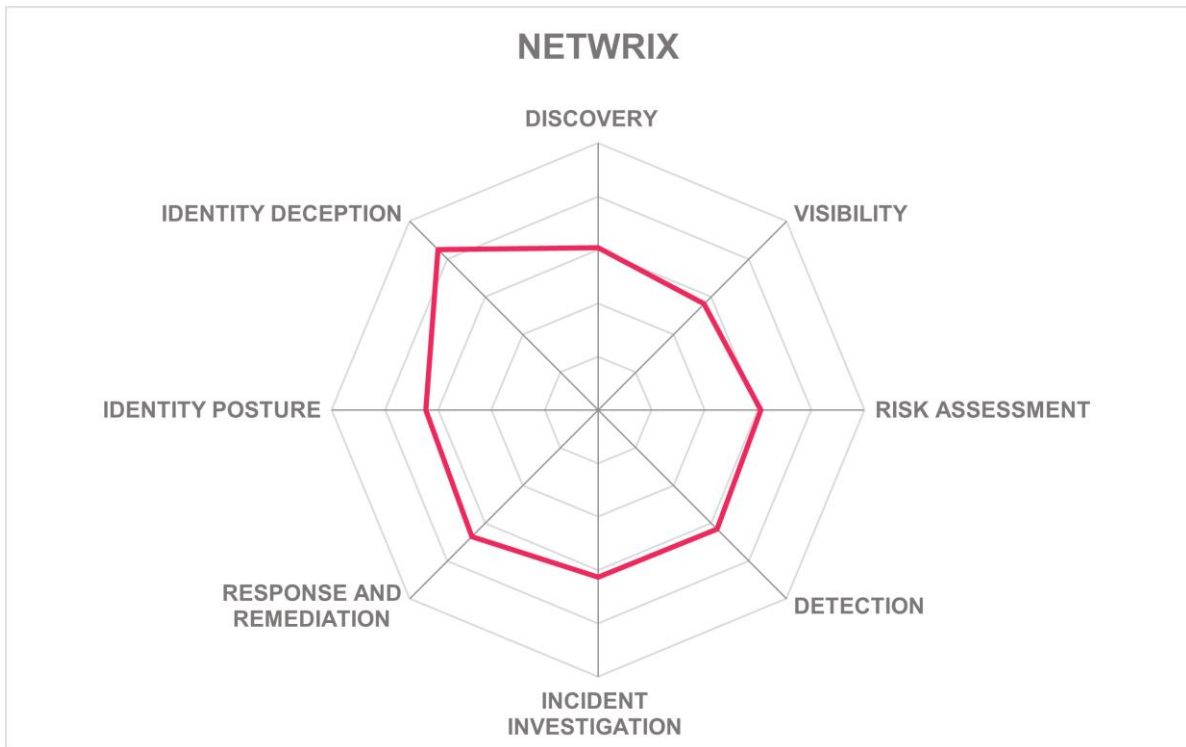 NETWRIX
DISCOVERY
IDENTITY DECEPTION
VISIBILITY
IDENTITY POSTURE
RISK ASSESSMENT
RESPONSE AND
REMEDIATION
DETECTION
INCIDENT
INVESTIGATION